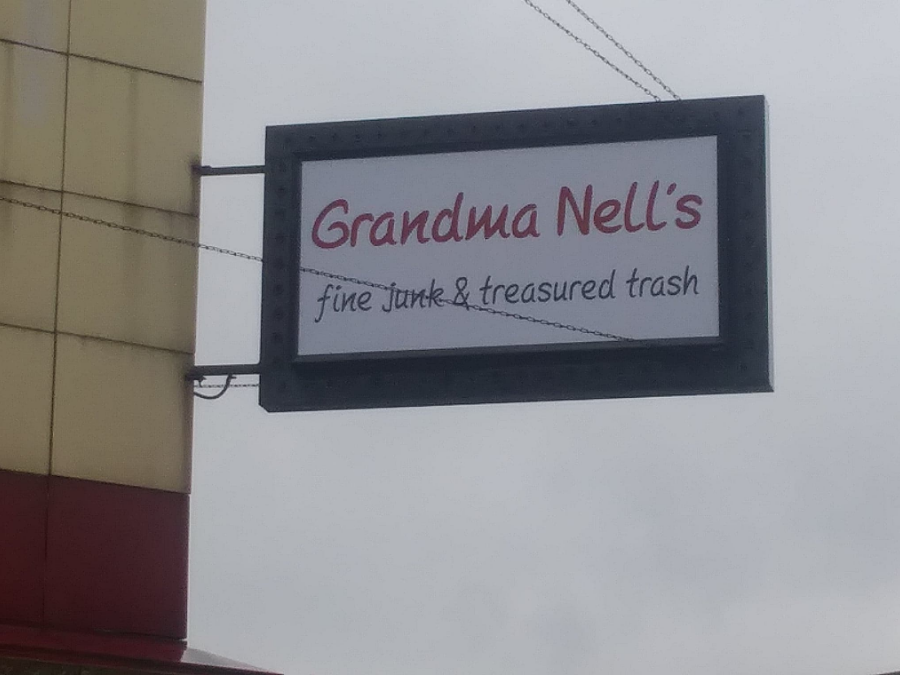 Grandma Nell's
fine junk & treasured trash